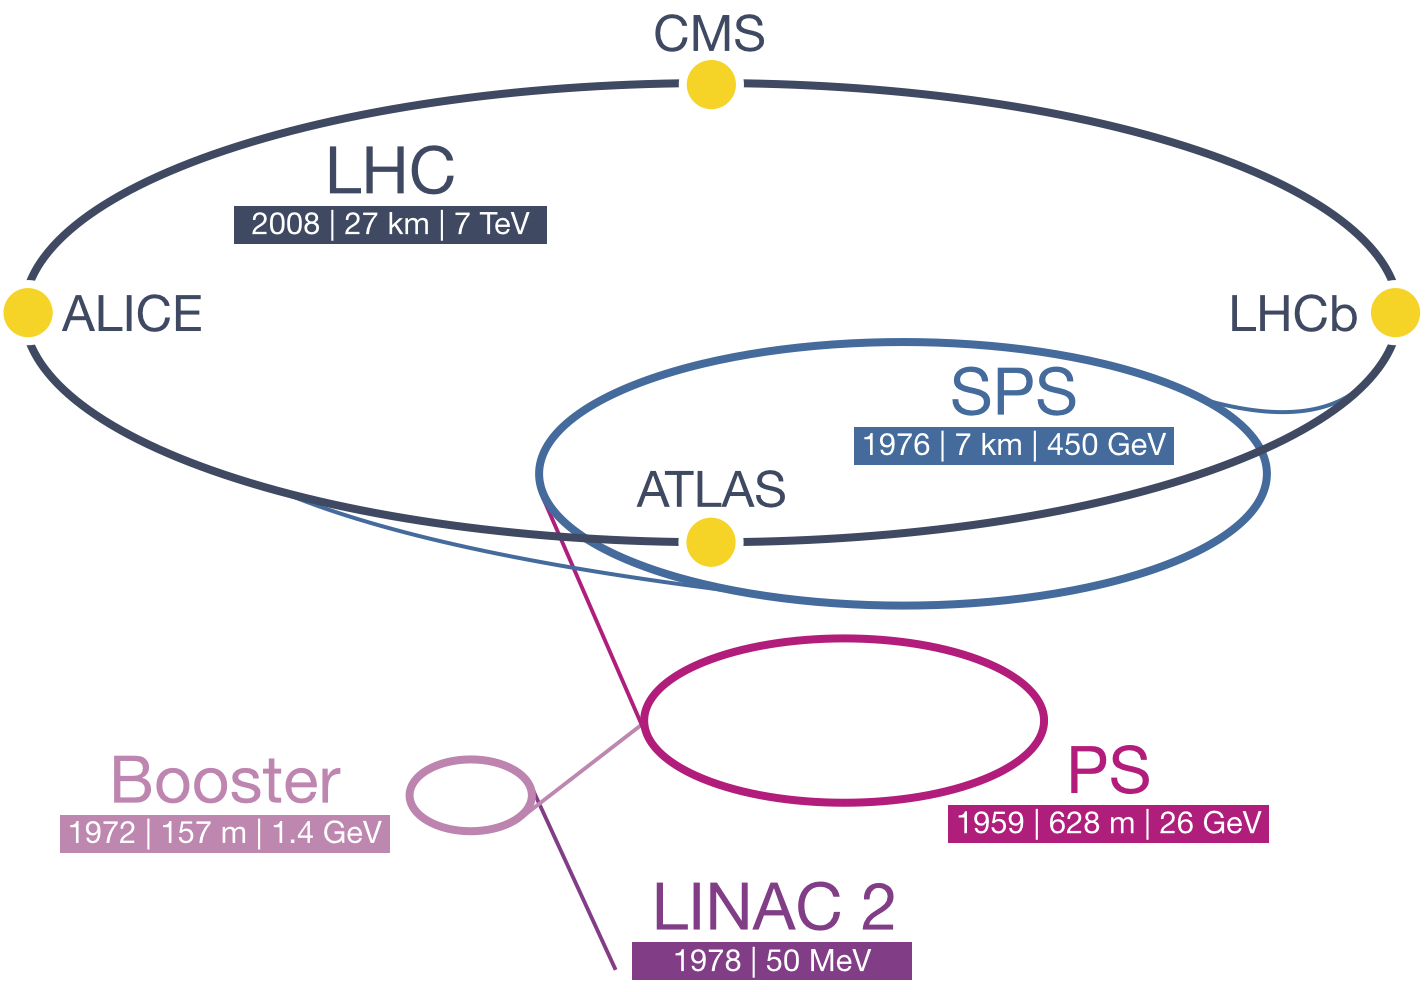 CMS
LHC
2008 | 27 km | 7 TeV
ALICE
LHCb
SPS
1976 | 7 km | 450 GeV
ATLAS
PS
1959 | 628 m | 26 GeV
Booster
1972 | 157 m | 1.4 GeV
LINAC 2
1978 | 50 MeV